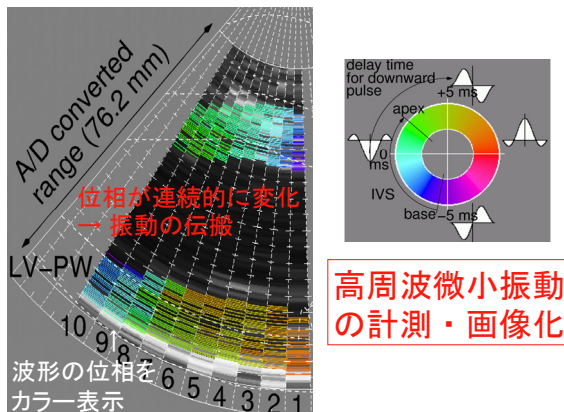 A/D converted
range (76.2 mm)
位相が連続的に変化
→ 振動の伝搬
LV-PW
10 9 8 7 6 5 4 3 2 1
波形の位相を
カラー表示
delay time
for downward
pulse
+5 ms
apex
0
ms
IVS
base
-5 ms
高周波微小振動
の計測・画像化